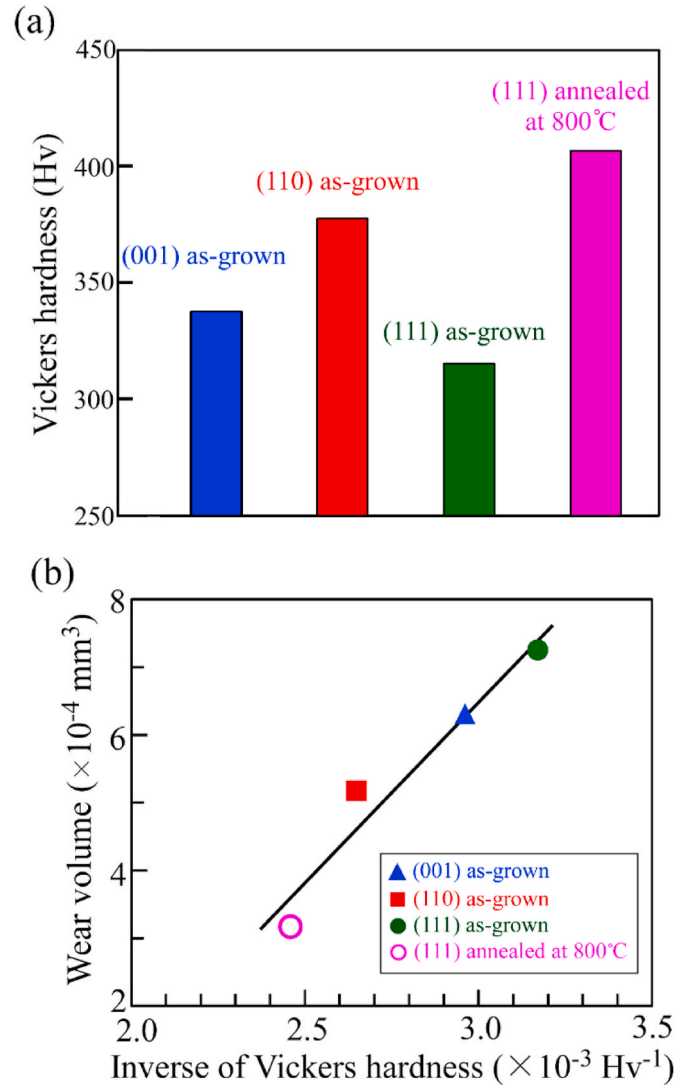 (a)
Vickers hardness (Hv)
450
400
350
300
250
(001) as-grown
(110) as-grown
(111) as-grown
(111) annealed
at 800℃
(b)
Wear volume (×10⁻⁴ mm³)
8
6
4
2
▲ (001) as-grown
■ (110) as-grown
● (111) as-grown
○ (111) annealed at 800℃
2.0 2.5 3.0 3.5
Inverse of Vickers hardness (×10⁻³ Hv⁻¹)